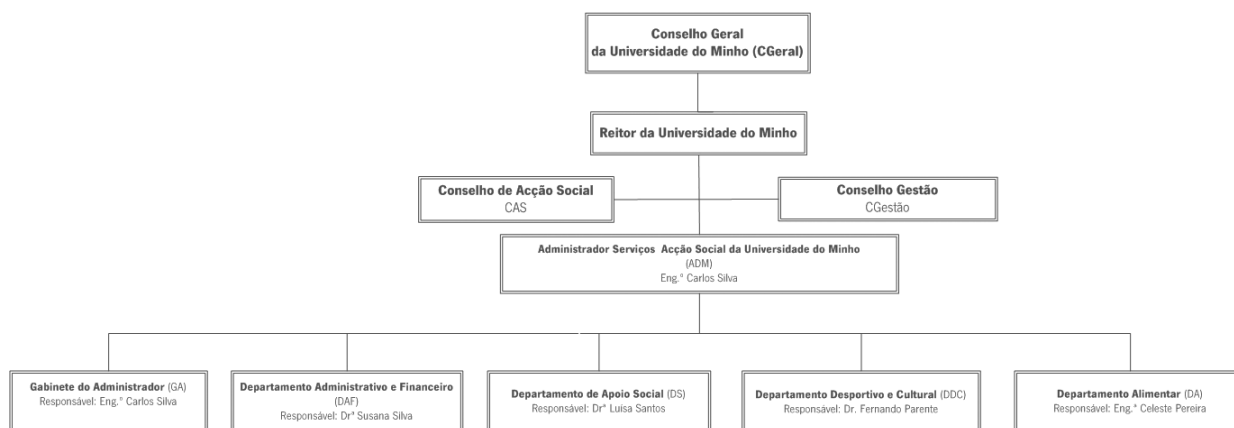 Conselho Geral
da Universidade do Minho (CGeral)
Reitor da Universidade do Minho
Conselho de Acção Social
CAS
Conselho Gestão
CGestão
Administrador Serviços Acção Social da Universidade do Minho
(ADM)
Eng.º Carlos Silva
Gabinete do Administrador (GA)
Responsável: Eng.º Carlos Silva
Departamento Administrativo e Financeiro
(DAF)
Responsável: Drª Susana Silva
Departamento de Apoio Social (DS)
Responsável: Drª Luísa Santos
Departamento Desportivo e Cultural (DDC)
Responsável: Dr. Fernando Parente
Departamento Alimentar (DA)
Responsável: Eng.ª Celeste Pereira